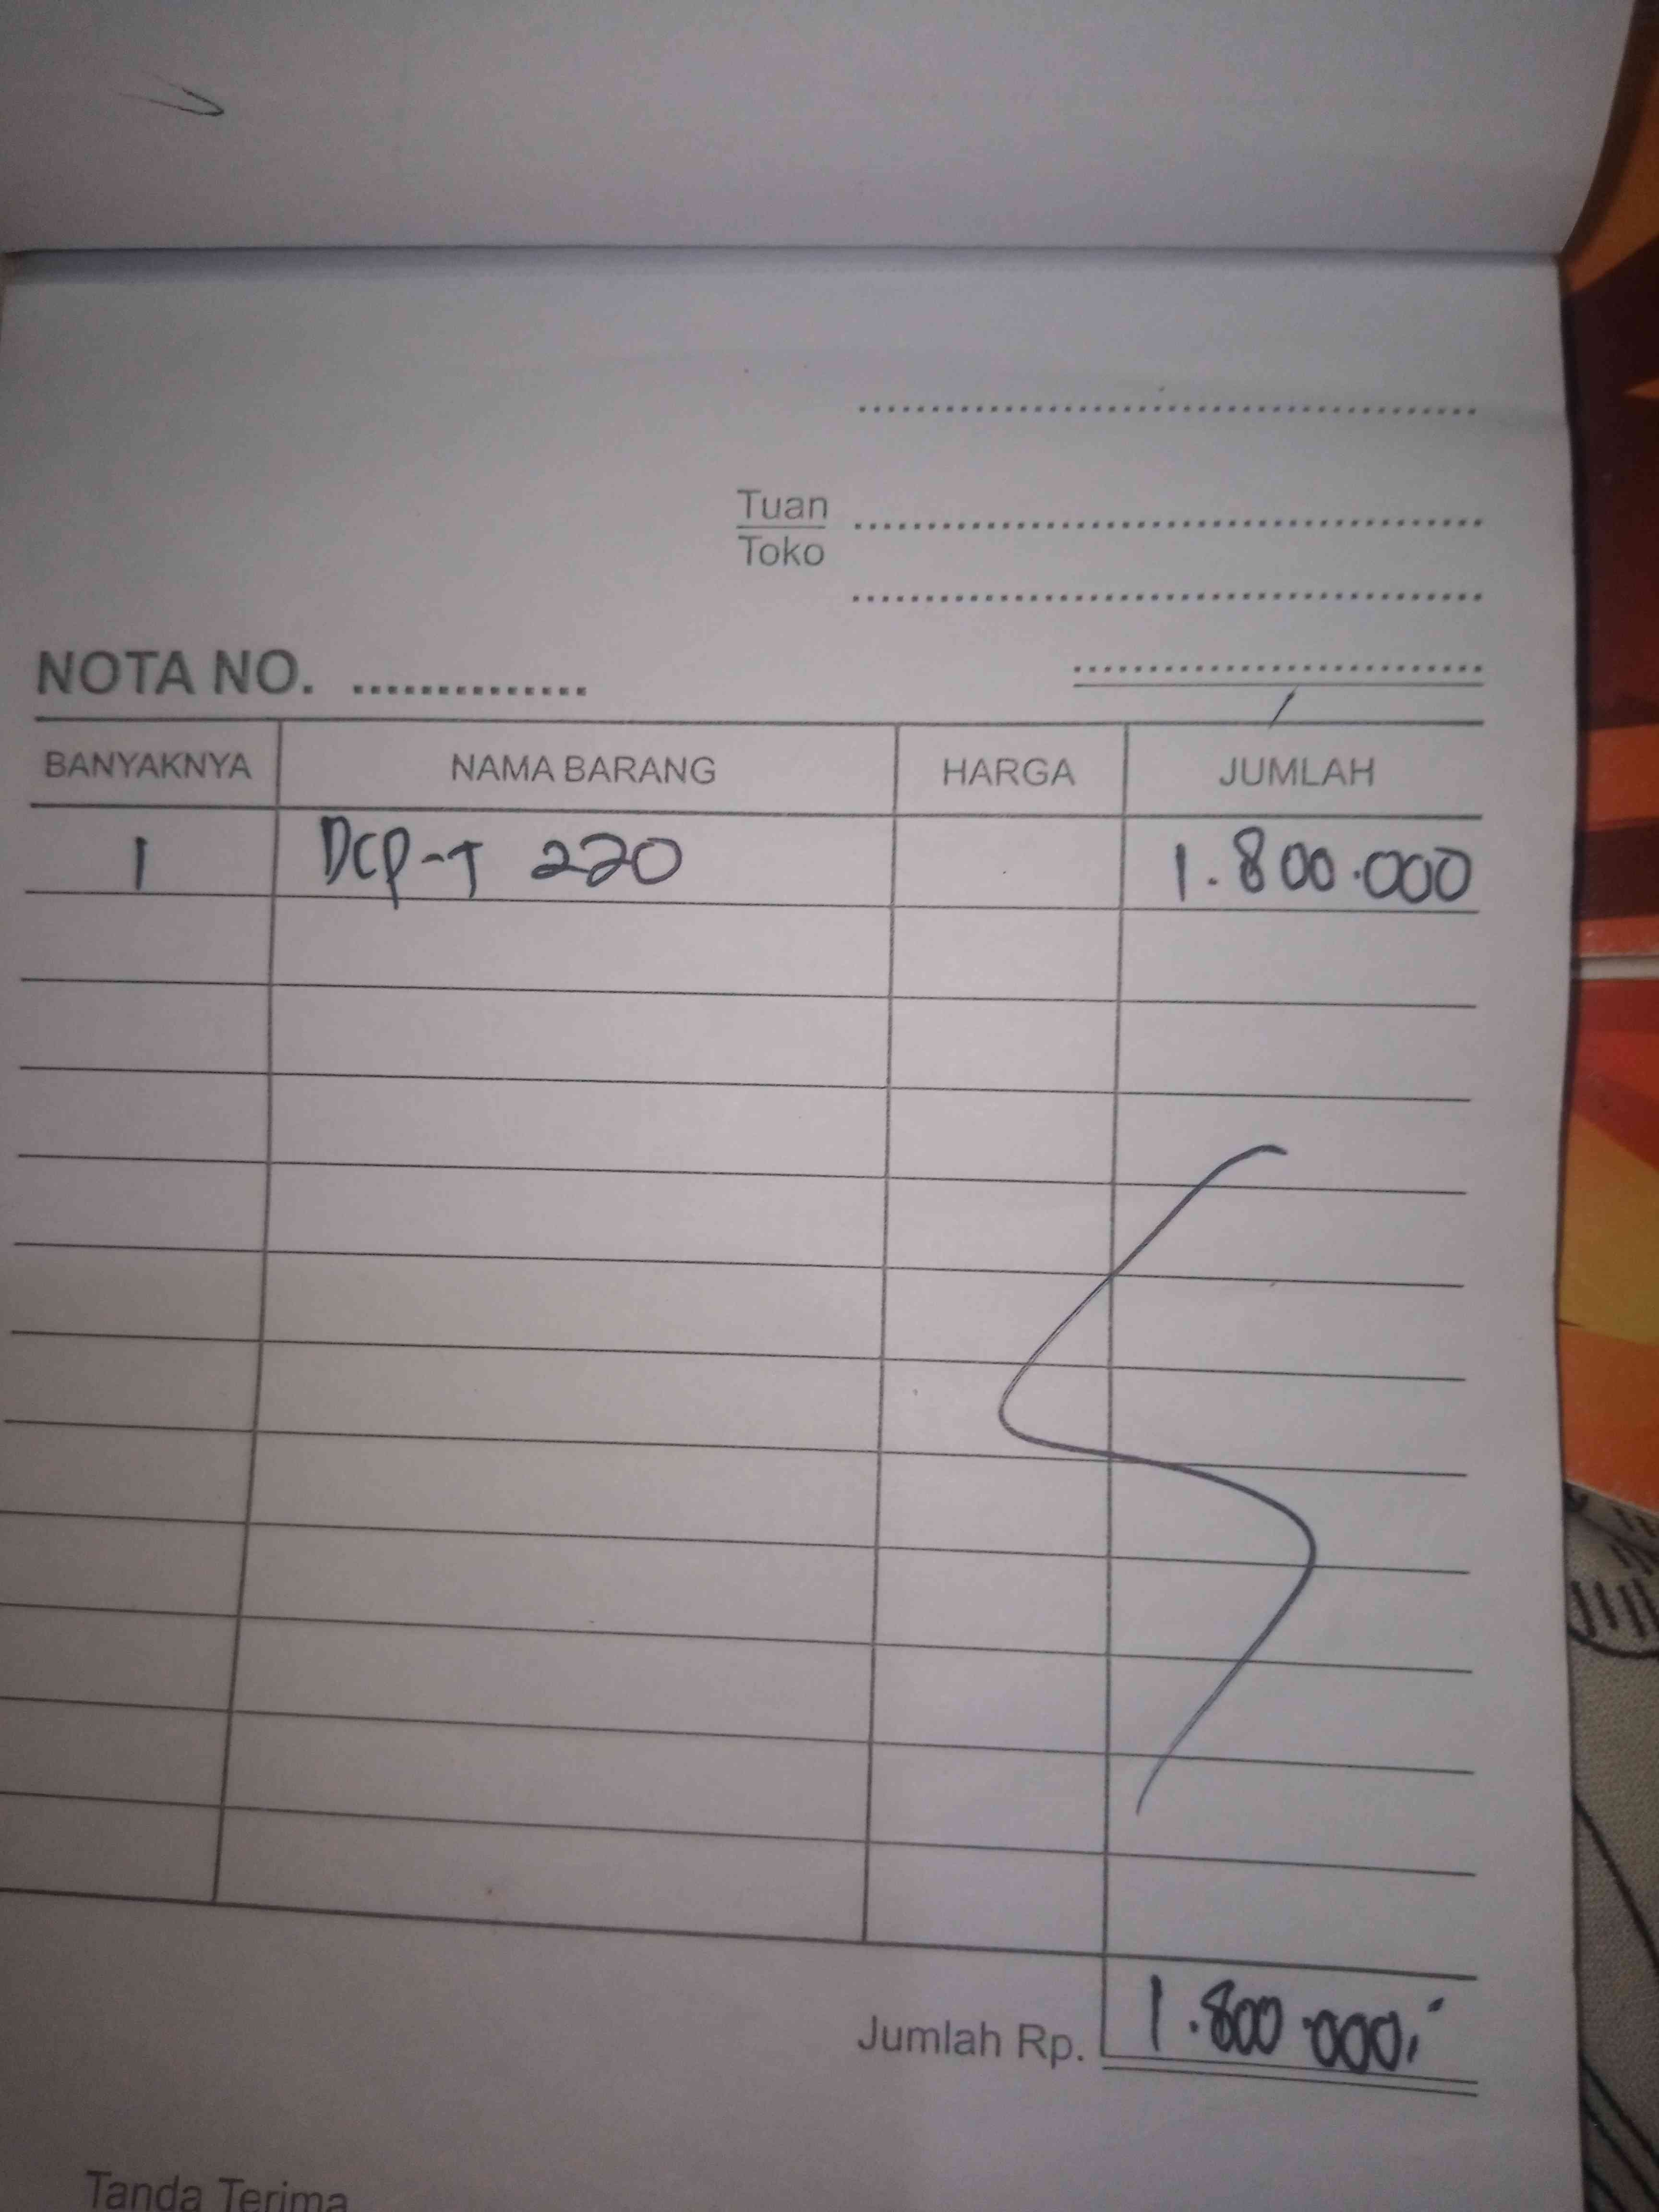 Tuan
Toko
NOTA NO. ..............
BANYAKNYA NAMA BARANG HARGA JUMLAH
1 DCP-T 220 1.800.000
Jumlah Rp. 1.800.000,-
Tanda Terima